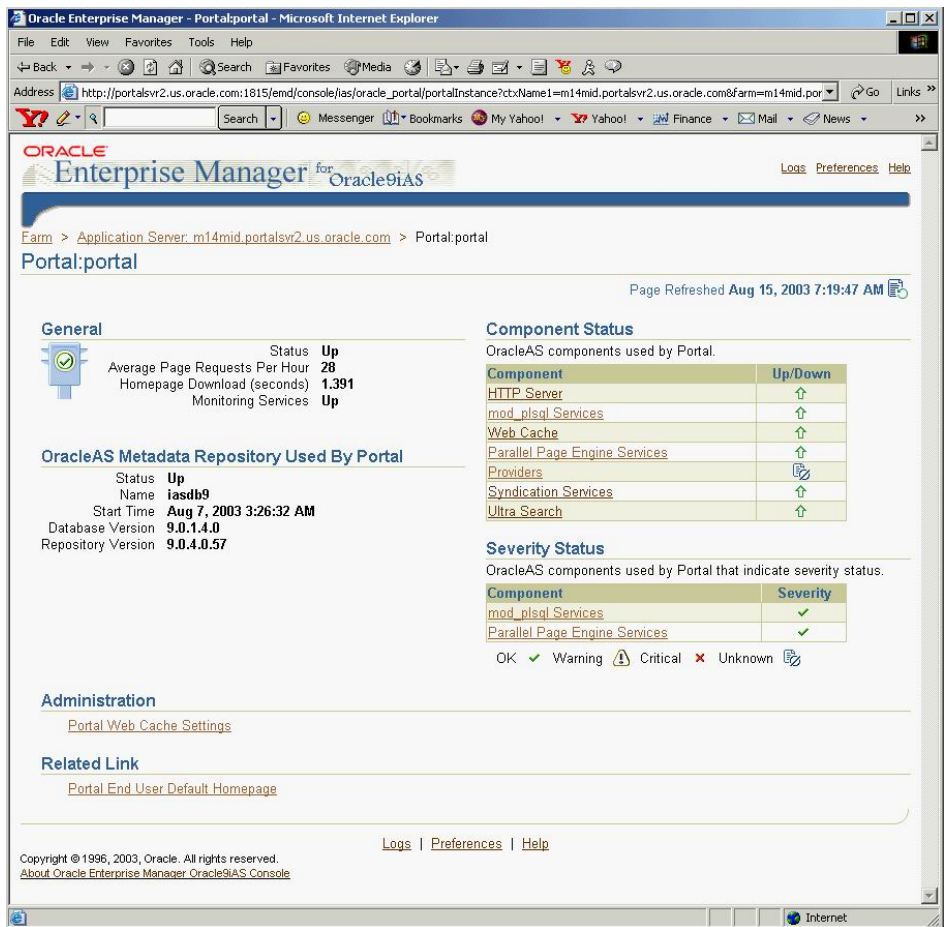 Oracle Enterprise Manager - Portal:portal - Microsoft Internet Explorer
File Edit View Favorites Tools Help
Back Search Favorites Media
Address http://portalsvr2.us.oracle.com:1815/emd/console/ias/oracle_portal/portalInstance?ctxName1=m14mid.portalsvr2.us.oracle.com&farm=m14mid.por Go Links »
Y! Search Messenger Bookmarks My Yahoo! Yahoo! Finance Mail News »
ORACLE
Enterprise Manager for Oracle9iAS
Logs Preferences Help
Farm > Application Server: m14mid.portalsvr2.us.oracle.com > Portal:portal
Portal:portal
Page Refreshed Aug 15, 2003 7:19:47 AM
General
Status Up
Average Page Requests Per Hour 28
Homepage Download (seconds) 1.391
Monitoring Services Up
OracleAS Metadata Repository Used By Portal
Status Up
Name iasdb9
Start Time Aug 7, 2003 3:26:32 AM
Database Version 9.0.1.4.0
Repository Version 9.0.4.0.57
Component Status
OracleAS components used by Portal.
Component Up/Down
HTTP Server
mod_plsql Services
Web Cache
Parallel Page Engine Services
Providers
Syndication Services
Ultra Search
Severity Status
OracleAS components used by Portal that indicate severity status.
Component Severity
mod_plsql Services
Parallel Page Engine Services
OK Warning Critical Unknown
Administration
Portal Web Cache Settings
Related Link
Portal End User Default Homepage
Logs | Preferences | Help
Copyright © 1996, 2003, Oracle. All rights reserved.
About Oracle Enterprise Manager Oracle9iAS Console
Internet